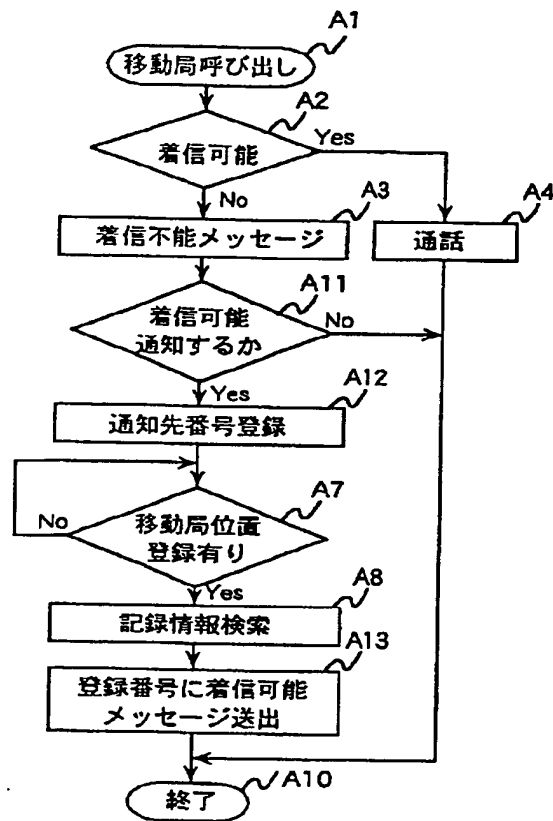 A1
移動局呼び出し
A2
着信可能
Yes
No
A3
着信不能メッセージ
A4
通話
A11
着信可能
通知するか
No
Yes
A12
通知先番号登録
A7
移動局位置
登録有り
No
Yes
A8
記録情報検索
A13
登録番号に着信可能
メッセージ送出
A10
終了